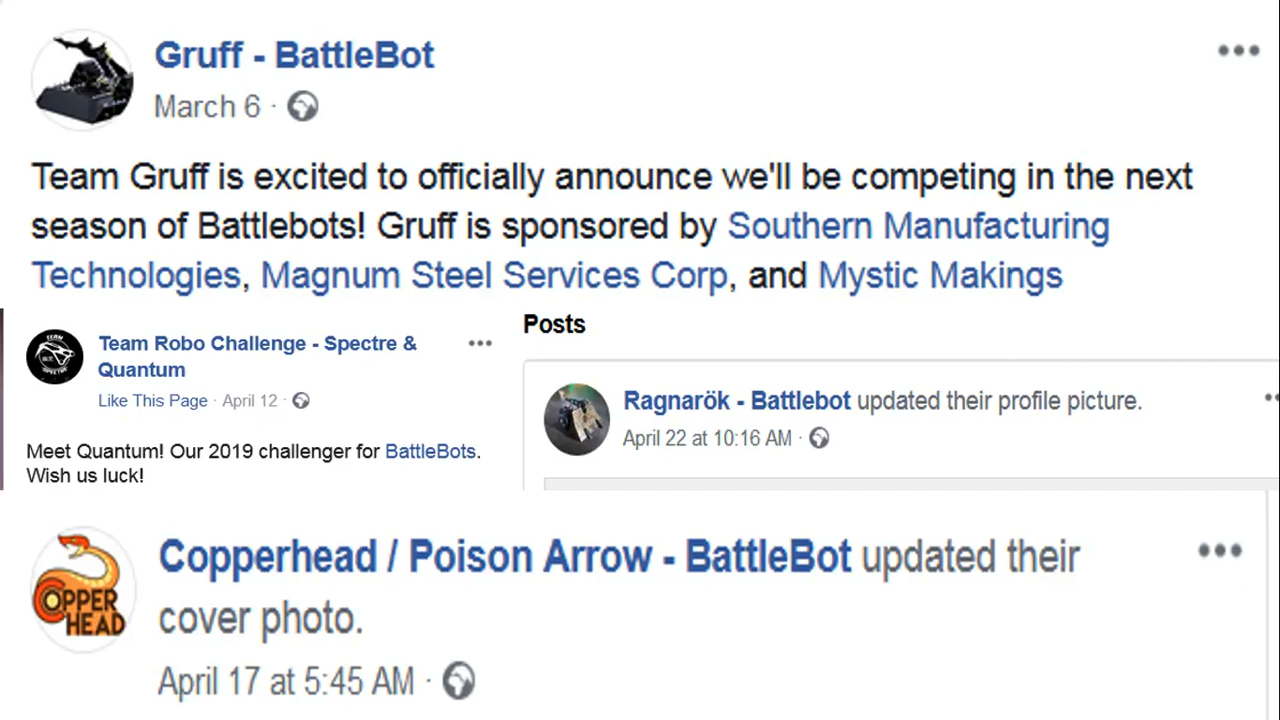 Gruff - BattleBot
March 6 ·
Team Gruff is excited to officially announce we'll be competing in the next
season of Battlebots! Gruff is sponsored by Southern Manufacturing
Technologies, Magnum Steel Services Corp, and Mystic Makings
Team Robo Challenge - Spectre &
Quantum
Like This Page · April 12 ·
Meet Quantum! Our 2019 challenger for BattleBots.
Wish us luck!
Posts
Ragnarök - Battlebot updated their profile picture.
April 22 at 10:16 AM ·
COPPER
HEAD
Copperhead / Poison Arrow - BattleBot updated their
cover photo.
April 17 at 5:45 AM ·